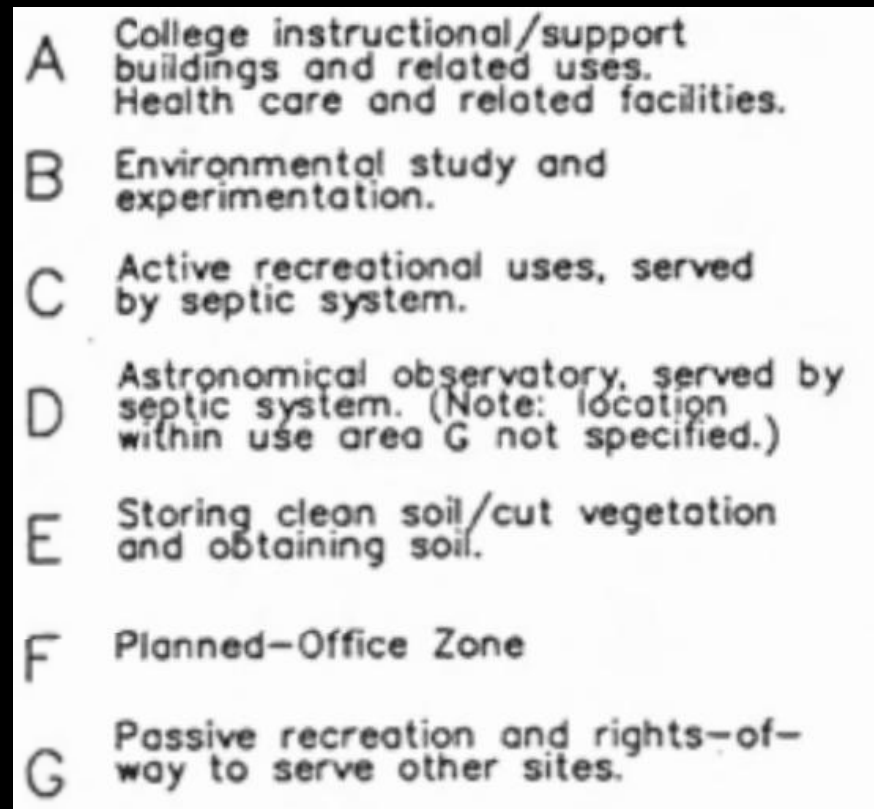 A College instructional/support
buildings and related uses.
Health care and related facilities.
B Environmental study and
experimentation.
C Active recreational uses, served
by septic system.
D Astronomical observatory, served by
septic system. (Note: location
within use area G not specified.)
E Storing clean soil/cut vegetation
and obtaining soil.
F Planned-Office Zone
G Passive recreation and rights-of-
way to serve other sites.